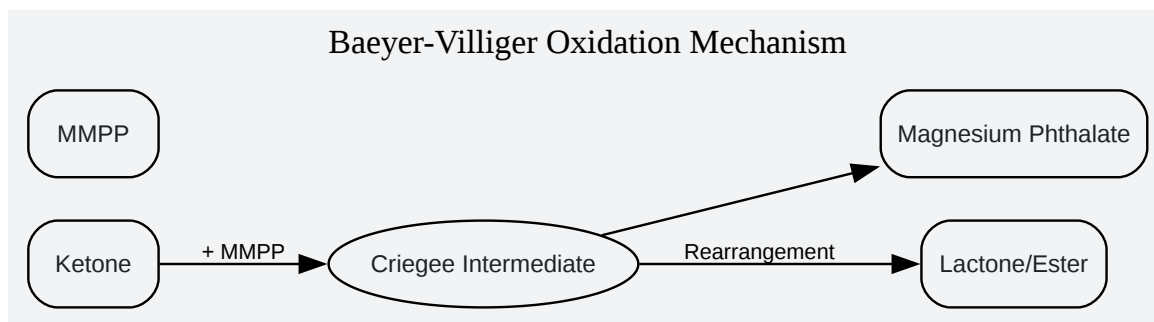 Baeyer-Villiger Oxidation Mechanism
MMPP
Magnesium Phthalate
Ketone
+ MMPP
Criegee Intermediate
Rearrangement
Lactone/Ester